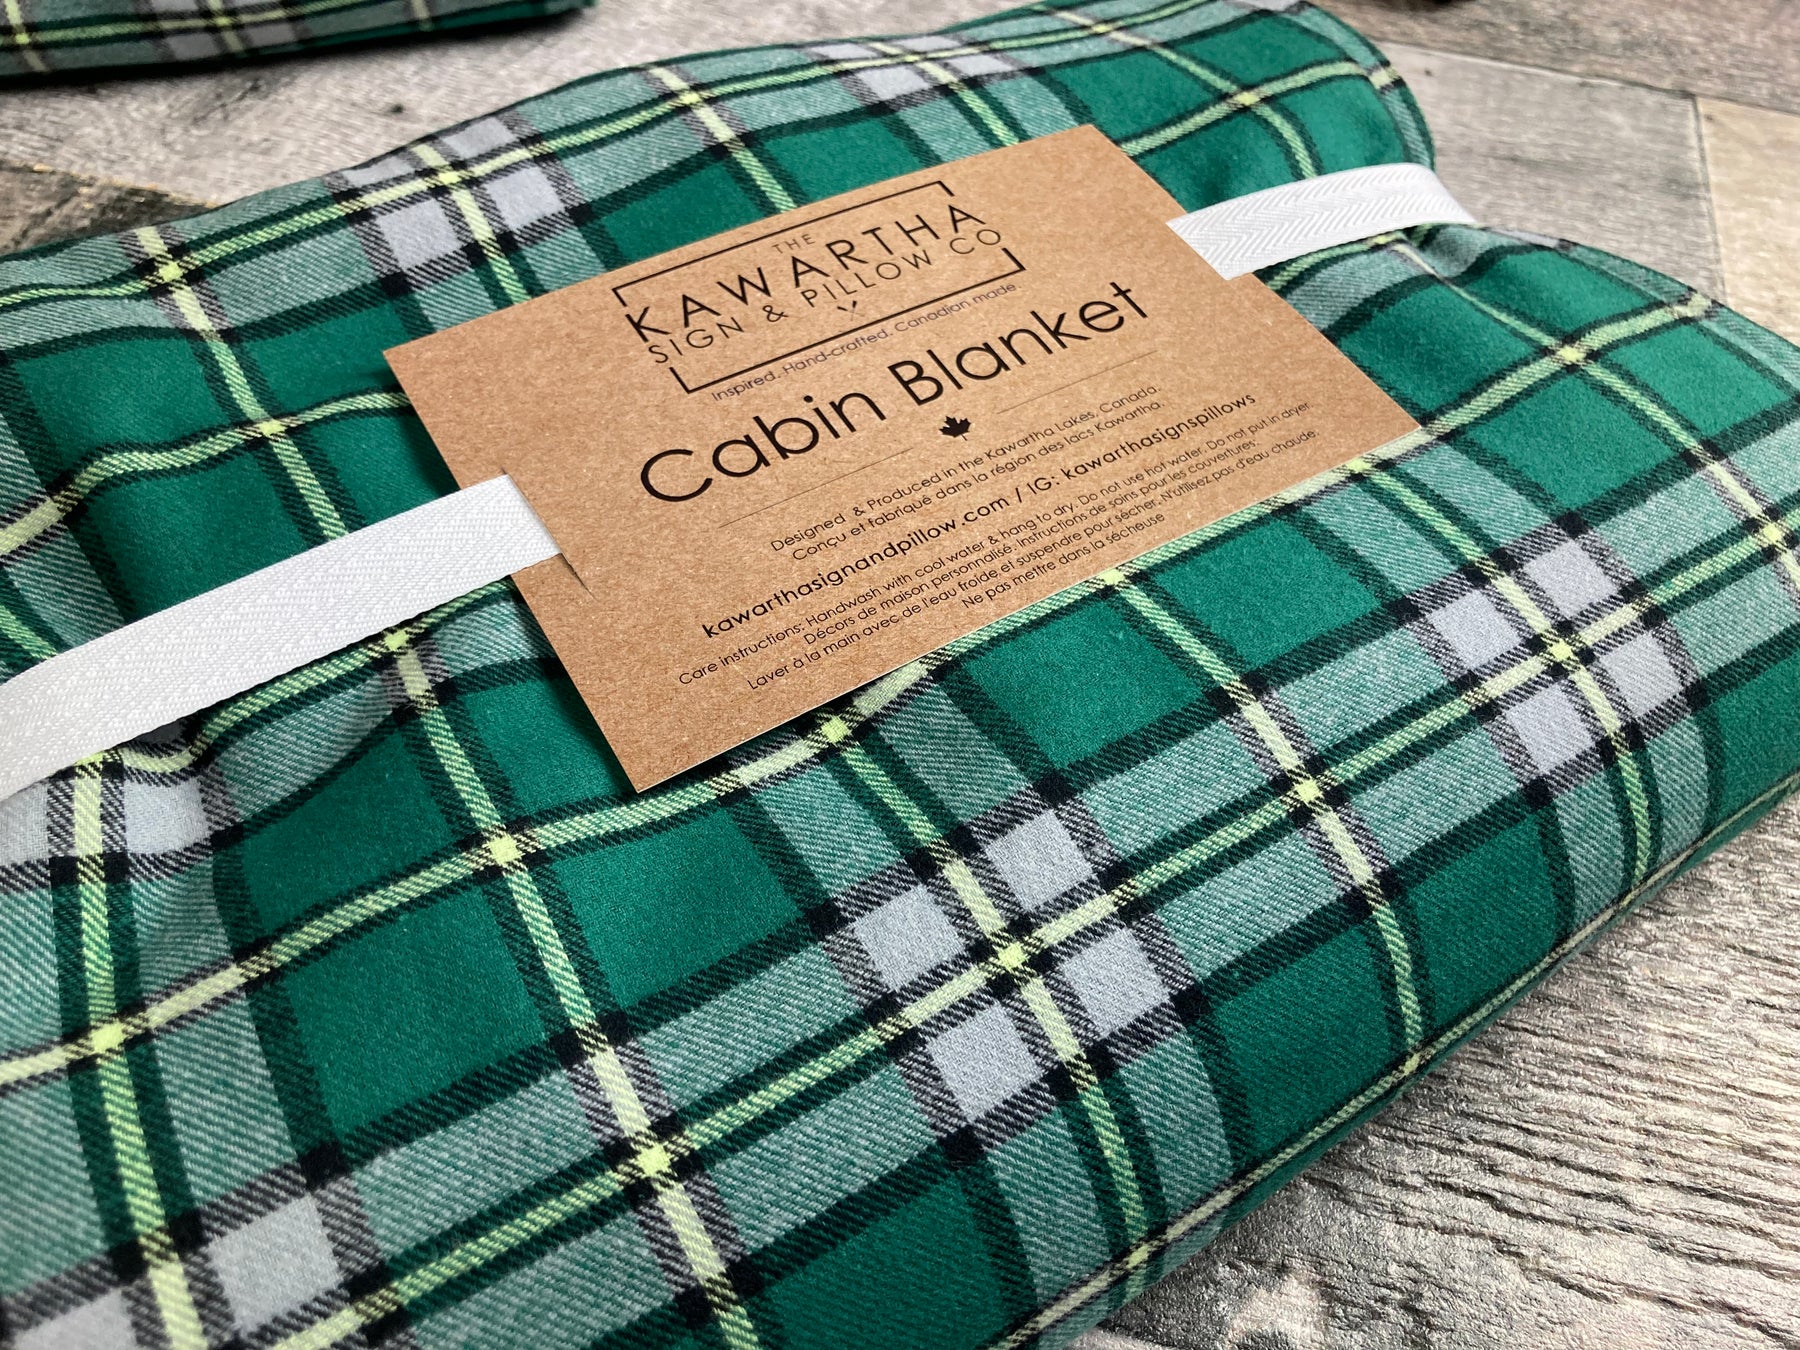 THE
KAWARTHA
SIGN & PILLOW CO
Inspired. Hand-crafted. Canadian made.
Cabin Blanket
Designed & Produced in the Kawartha Lakes, Canada.
Conçu et fabriqué dans la région des lacs Kawartha.
kawarthasignandpillow.com / IG: kawarthasignspillows
Care instructions: Handwash with cool water & hang to dry. Do not use hot water. Do not put in dryer.
Décors de maison personnalisé. Instructions de soins pour les couvertures:
Laver à la main avec de l'eau froide et suspendre pour sécher. N'utilisez pas d'eau chaude.
Ne pas mettre dans la sécheuse